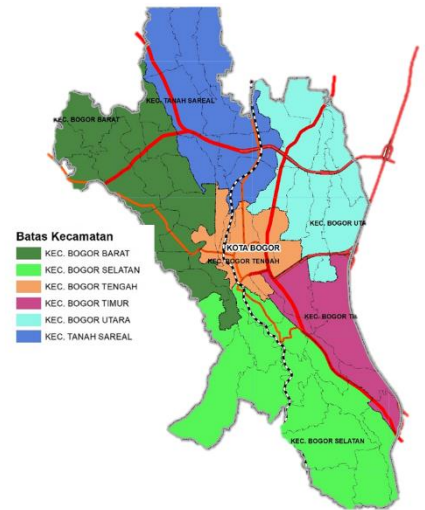 KEC. TANAH SAREAL
KEC. BOGOR BARAT
KEC. BOGOR UTA
KOTA BOGOR
KEC. BOGOR TENGAH
Batas Kecamatan
KEC. BOGOR BARAT
KEC. BOGOR SELATAN
KEC. BOGOR TENGAH
KEC. BOGOR TIMUR
KEC. BOGOR UTARA
KEC. TANAH SAREAL
KEC. BOGOR TI
KEC. BOGOR SELATAN